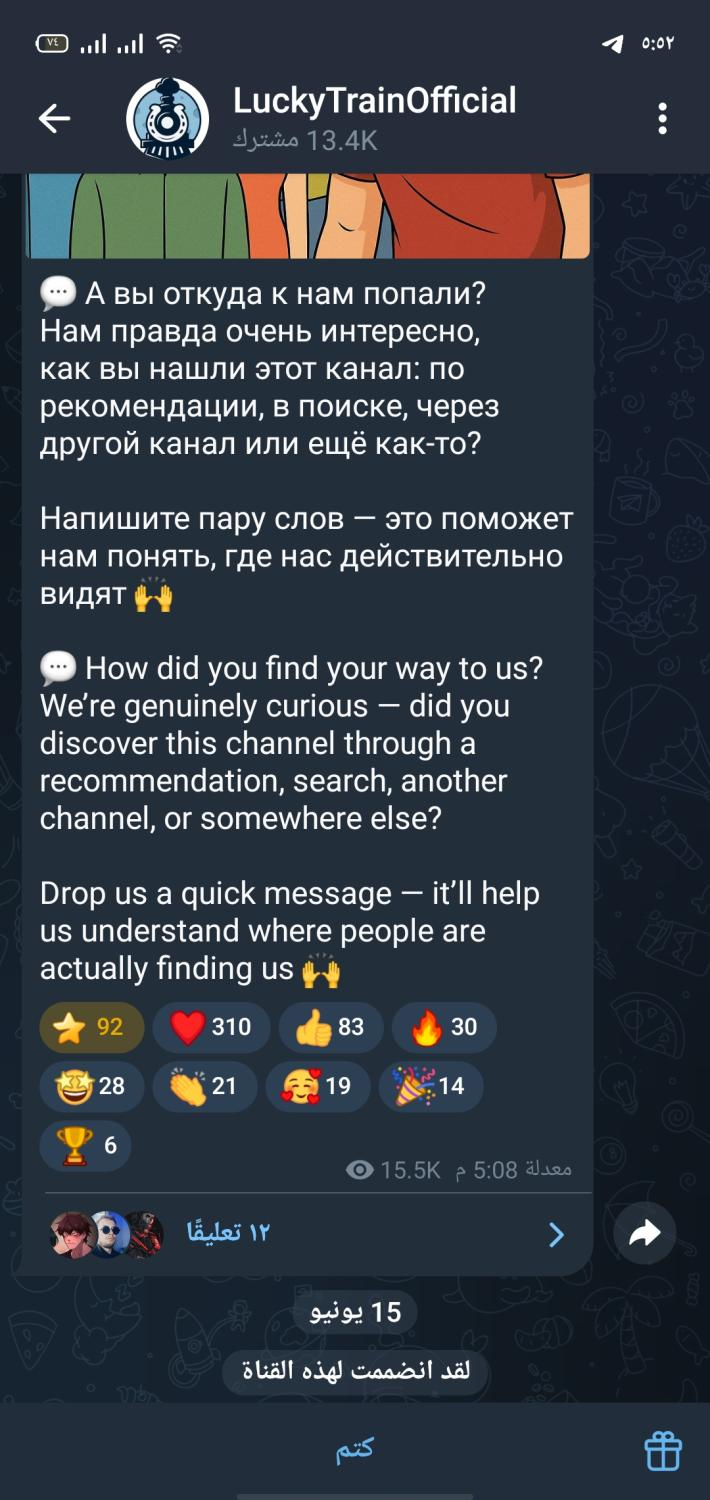 ٧٤
٥:٥٢
LuckyTrainOfficial
13.4K مشترك
💬 А вы откуда к нам попали?
Нам правда очень интересно,
как вы нашли этот канал: по
рекомендации, в поиске, через
другой канал или ещё как-то?
Напишите пару слов — это поможет
нам понять, где нас действительно
видят 🙌
💬 How did you find your way to us?
We’re genuinely curious — did you
discover this channel through a
recommendation, search, another
channel, or somewhere else?
Drop us a quick message — it’ll help
us understand where people are
actually finding us 🙌
⭐ 92 ❤️ 310 👍 83 🔥 30
🤩 28 👏 21 🥰 19 🎉 14
🏆 6
15.5K معدلة 5:08 م
١٢ تعليقًا
15 يونيو
لقد انضممت لهذه القناة
كتم